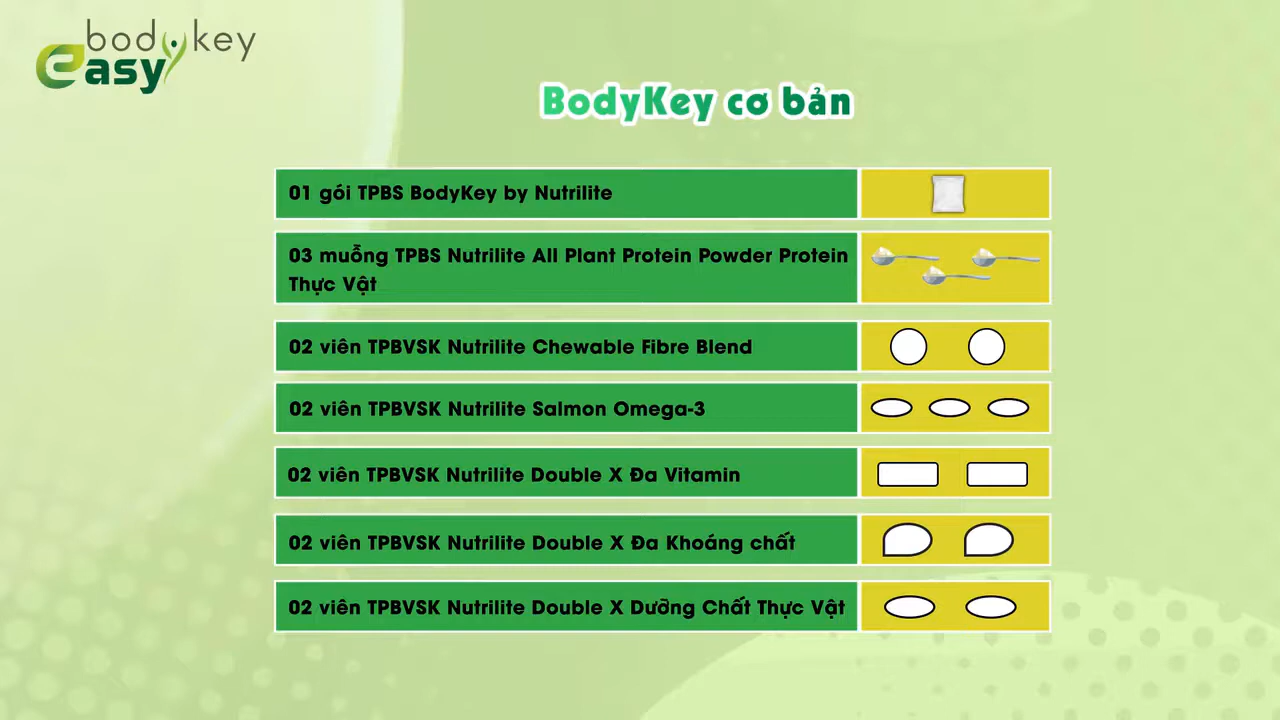 bodykey
easy
BodyKey cơ bản
01 gói TPBS BodyKey by Nutrilite
03 muỗng TPBS Nutrilite All Plant Protein Powder Protein
Thực Vật
02 viên TPBVSK Nutrilite Chewable Fibre Blend
02 viên TPBVSK Nutrilite Salmon Omega-3
02 viên TPBVSK Nutrilite Double X Đa Vitamin
02 viên TPBVSK Nutrilite Double X Đa Khoáng chất
02 viên TPBVSK Nutrilite Double X Dưỡng Chất Thực Vật